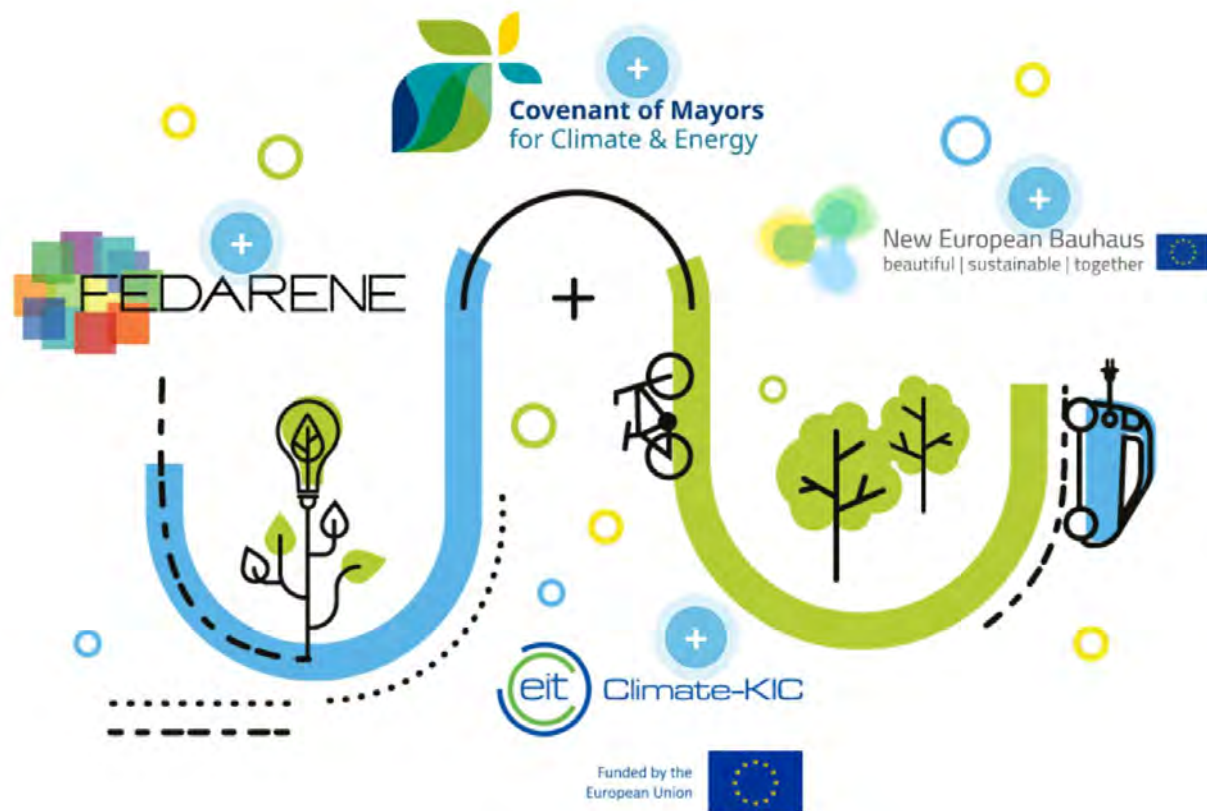 Covenant of Mayors
for Climate & Energy
FEDARENE
New European Bauhaus
beautiful | sustainable | together
eit Climate-KIC
Funded by the
European Union